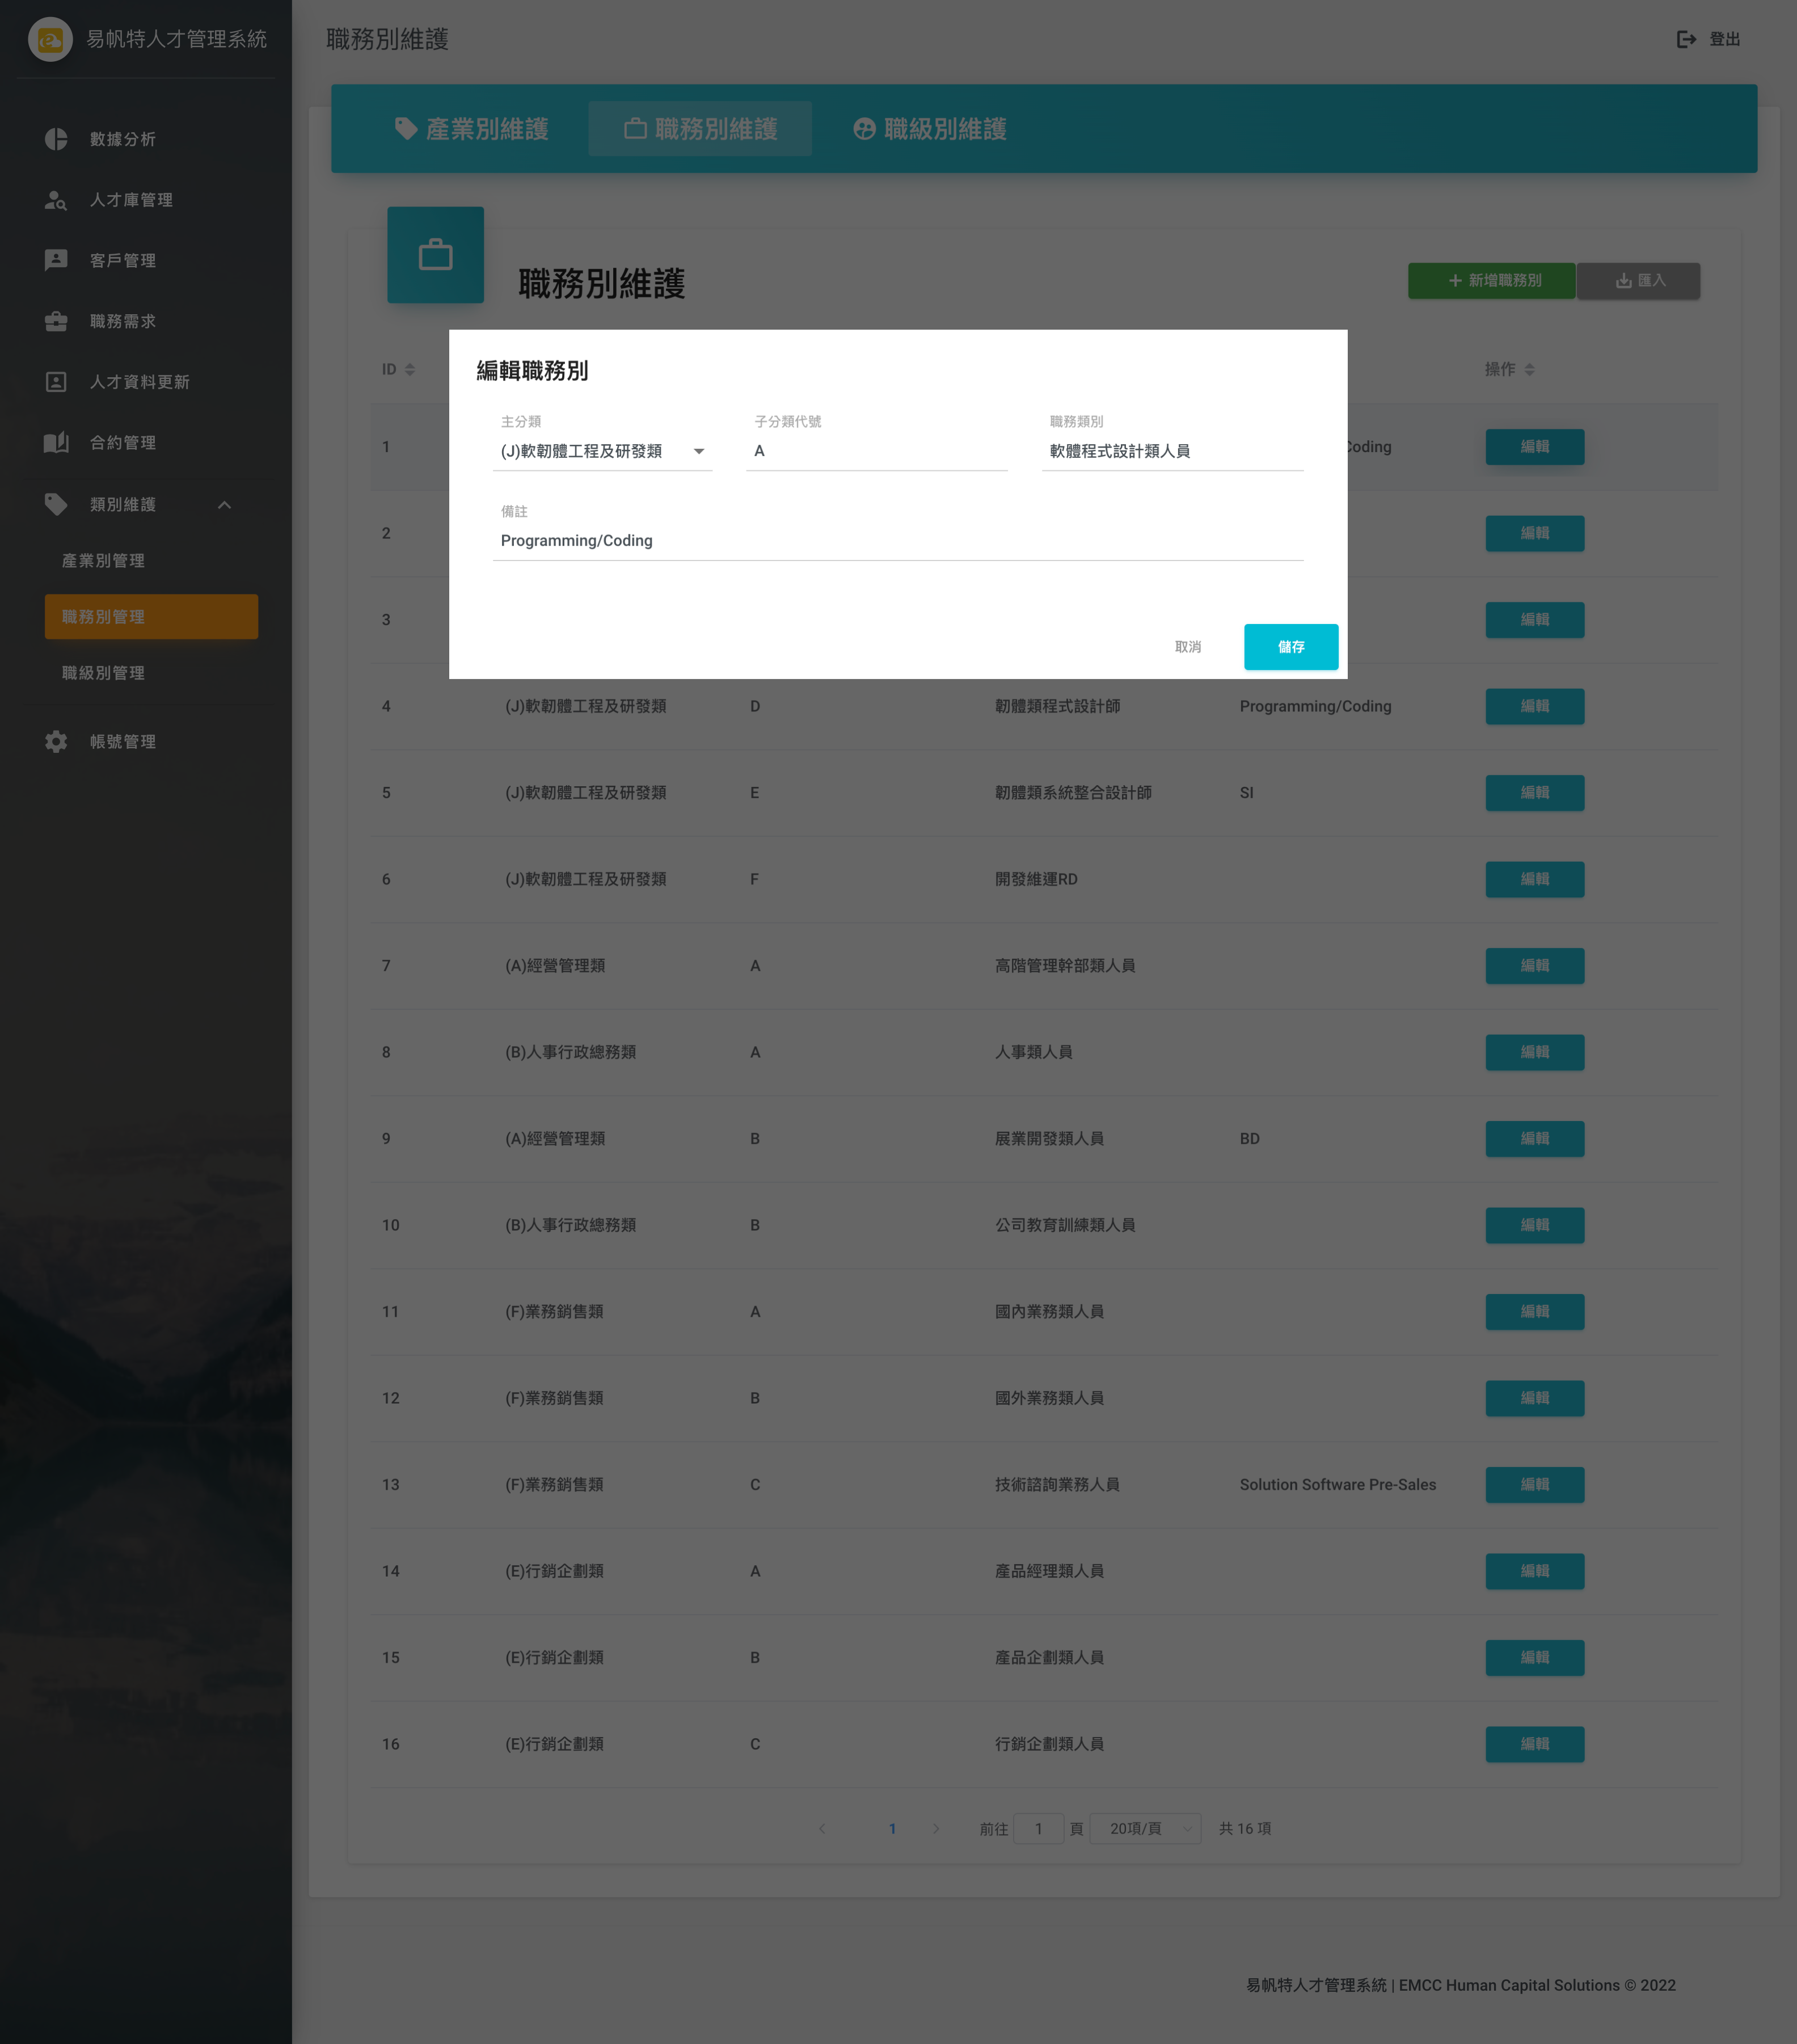 易帆特人才管理系統
數據分析
人才庫管理
客戶管理
職務需求
人才資料更新
合約管理
類別維護
產業別管理
職務別管理
職級別管理
帳號管理
職務別維護
登出
產業別維護 職務別維護 職級別維護
職務別維護
新增職務別 匯入
ID 操作
編輯職務別
主分類 子分類代號 職務類別
(J)軟韌體工程及研發類 A 軟體程式設計類人員
備註
Programming/Coding
取消 儲存
1 Coding 編輯
2 編輯
3 編輯
4 (J)軟韌體工程及研發類 D 韌體類程式設計師 Programming/Coding 編輯
5 (J)軟韌體工程及研發類 E 韌體類系統整合設計師 SI 編輯
6 (J)軟韌體工程及研發類 F 開發維運RD 編輯
7 (A)經營管理類 A 高階管理幹部類人員 編輯
8 (B)人事行政總務類 A 人事類人員 編輯
9 (A)經營管理類 B 展業開發類人員 BD 編輯
10 (B)人事行政總務類 B 公司教育訓練類人員 編輯
11 (F)業務銷售類 A 國內業務類人員 編輯
12 (F)業務銷售類 B 國外業務類人員 編輯
13 (F)業務銷售類 C 技術諮詢業務人員 Solution Software Pre-Sales 編輯
14 (E)行銷企劃類 A 產品經理類人員 編輯
15 (E)行銷企劃類 B 產品企劃類人員 編輯
16 (E)行銷企劃類 C 行銷企劃類人員 編輯
1 前往 1 頁 20項/頁 共 16 項
易帆特人才管理系統 | EMCC Human Capital Solutions © 2022